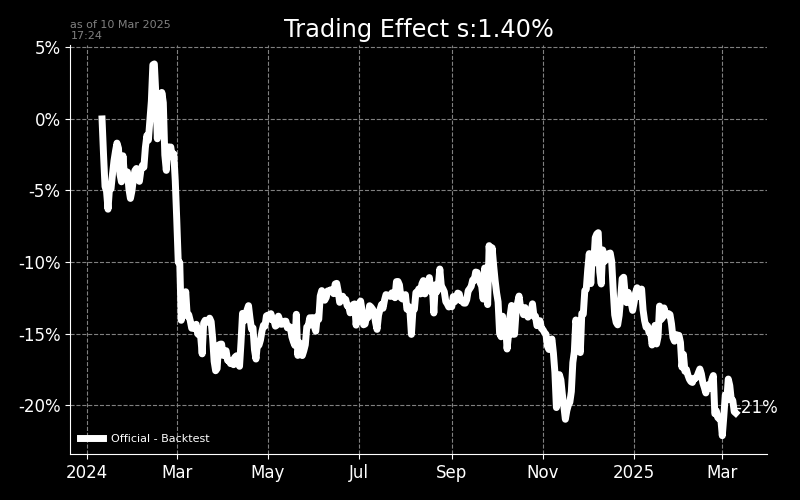 as of 10 Mar 2025
17:24
Trading Effect s:1.40%
5%
0%
-5%
-10%
-15%
-20%
-21%
Official - Backtest
2024 Mar May Jul Sep Nov 2025 Mar